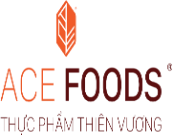 ACE FOODS®
THỰC PHẨM THIÊN VƯƠNG